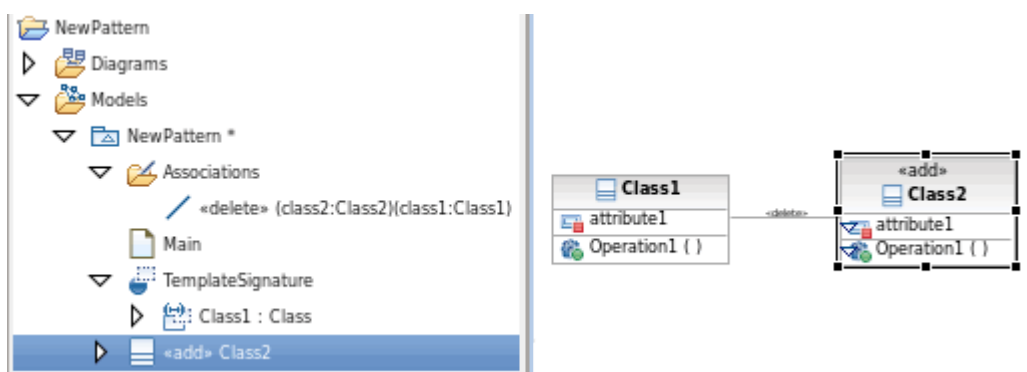 NewPattern
Diagrams
Models
NewPattern *
Associations
«delete» (class2:Class2)(class1:Class1)
Main
TemplateSignature
Class1 : Class
«add» Class2
Class1
attribute1
Operation1 ( )
«delete»
«add»
Class2
attribute1
Operation1 ( )